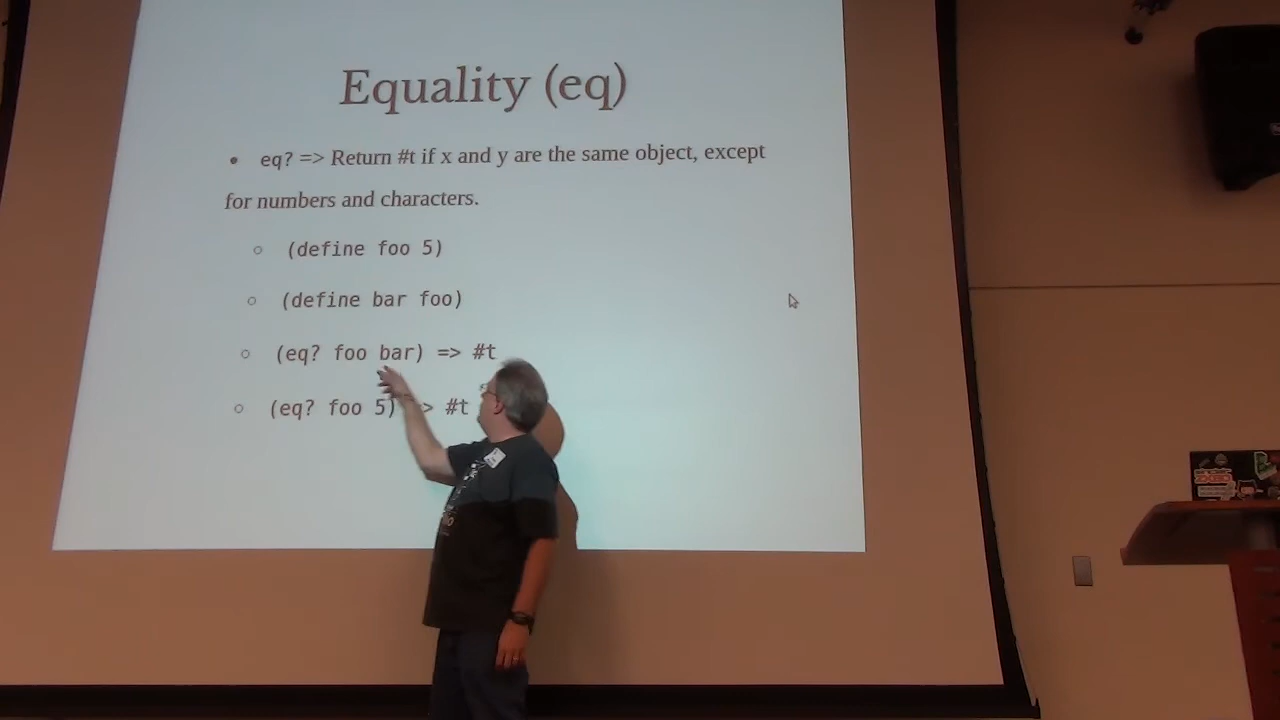 Equality (eq)
• eq? => Return #t if x and y are the same object, except
for numbers and characters.
○ (define foo 5)
○ (define bar foo)
○ (eq? foo bar) => #t
○ (eq? foo 5) => #t